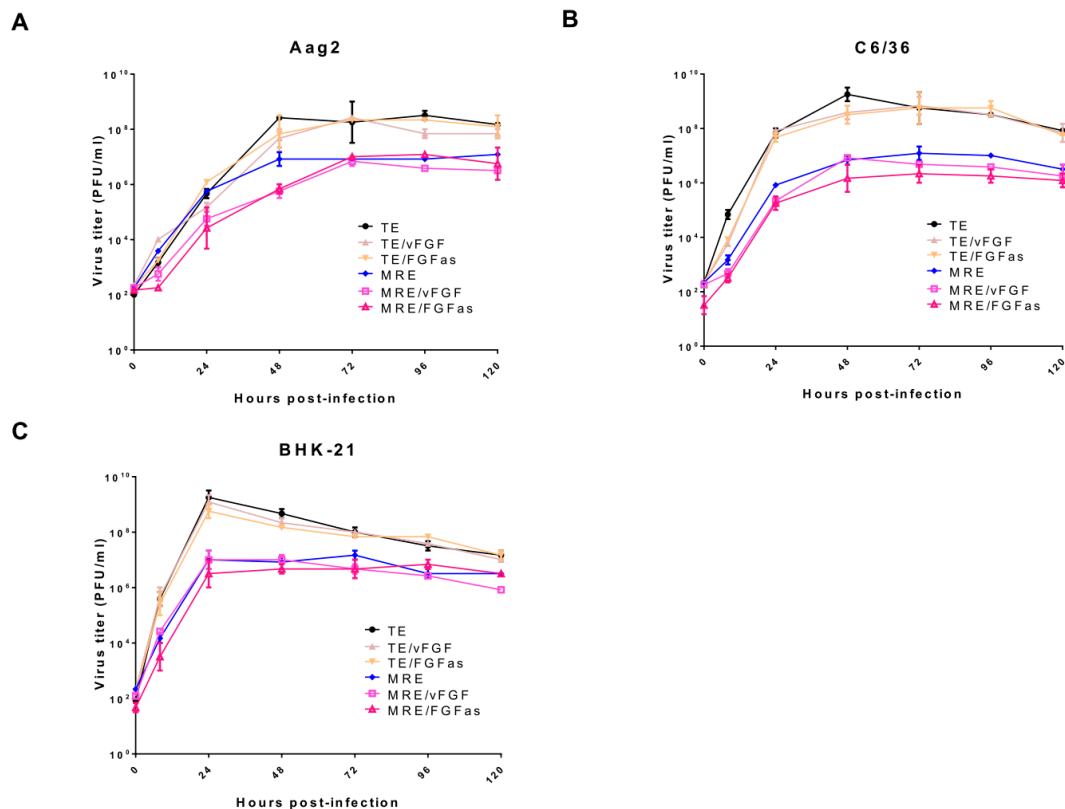 A
Aag2
Virus titer (PFU/ml)
10^10
10^8
10^6
10^4
10^2
10^0
TE
TE/vFGF
TE/FGFas
MRE
MRE/vFGF
MRE/FGFas
0 24 48 72 96 120
Hours post-infection
B
C6/36
Virus titer (PFU/ml)
10^10
10^8
10^6
10^4
10^2
10^0
TE
TE/vFGF
TE/FGFas
MRE
MRE/vFGF
MRE/FGFas
0 24 48 72 96 120
Hours post-infection
C
BHK-21
Virus titer (PFU/ml)
10^10
10^8
10^6
10^4
10^2
10^0
TE
TE/vFGF
TE/FGFas
MRE
MRE/vFGF
MRE/FGFas
0 24 48 72 96 120
Hours post-infection